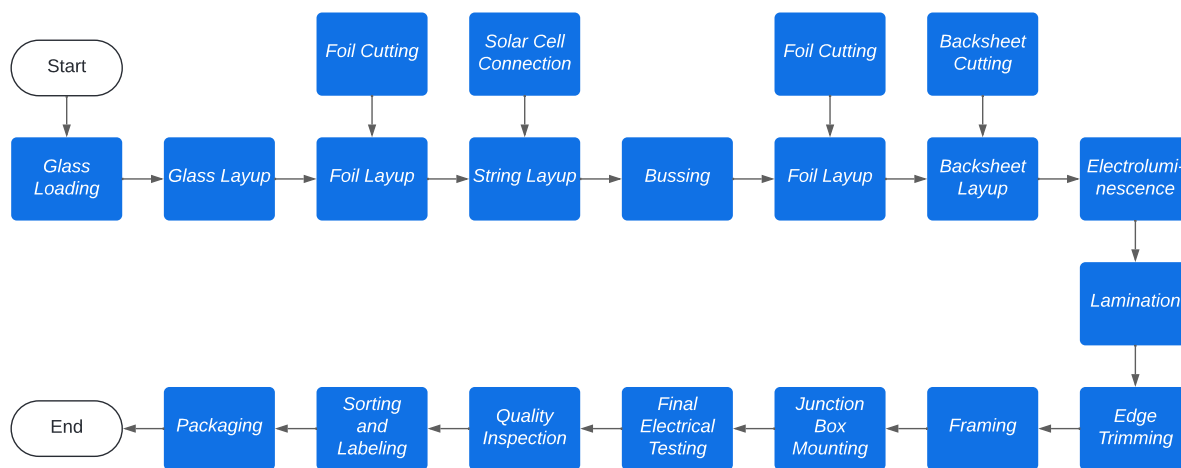 Start
Foil Cutting
Solar Cell
Connection
Foil Cutting
Backsheet
Cutting
Glass
Loading
Glass Layup
Foil Layup
String Layup
Bussing
Foil Layup
Backsheet
Layup
Electrolumi-
nescence
Lamination
End
Packaging
Sorting
and
Labeling
Quality
Inspection
Final
Electrical
Testing
Junction
Box
Mounting
Framing
Edge
Trimming